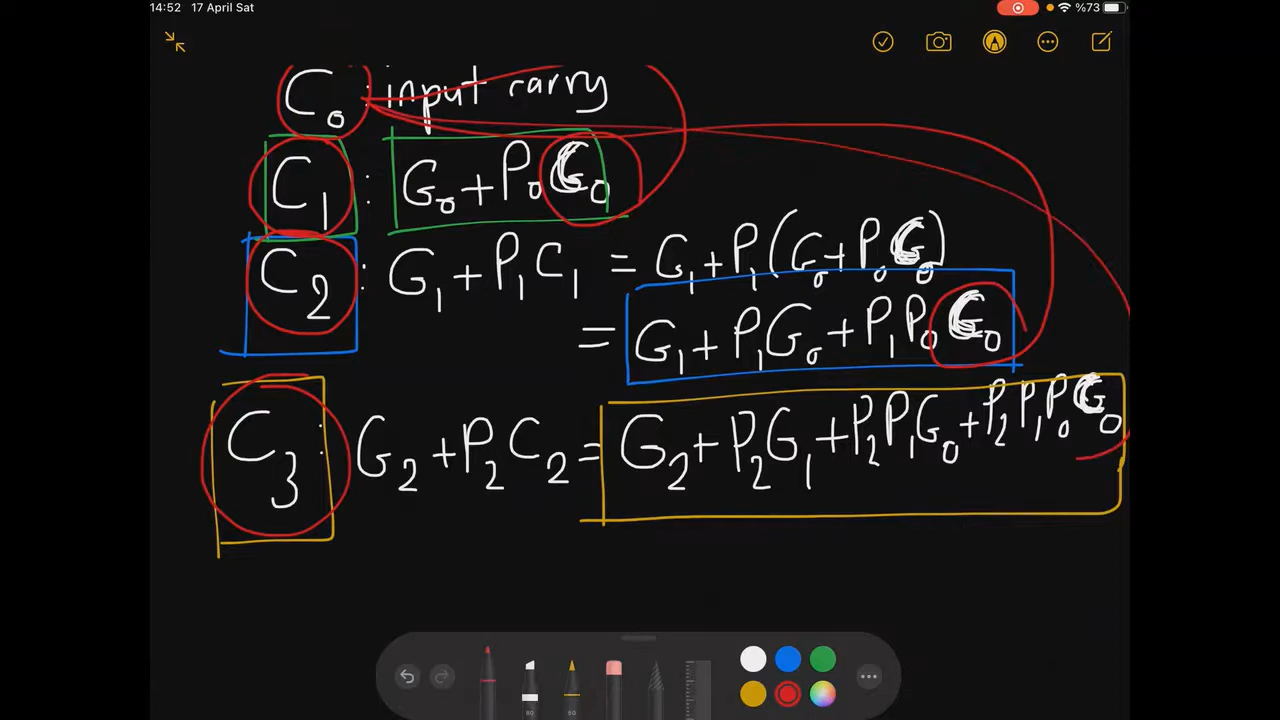 14:52 17 April Sat %73
C₀ : input carry
C₁ : G₀+P₀C₀
C₂ : G₁+P₁C₁ = G₁+P₁(G₀+P₀C₀)
= G₁+P₁G₀+P₁P₀C₀
C₃ : G₂+P₂C₂ = G₂+P₂G₁+P₂P₁G₀+P₂P₁P₀C₀